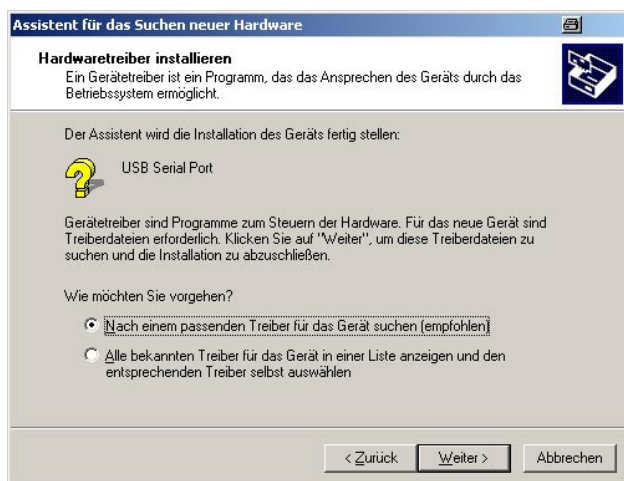 Assistent für das Suchen neuer Hardware
Hardwaretreiber installieren
Ein Gerätetreiber ist ein Programm, das das Ansprechen des Geräts durch das
Betriebssystem ermöglicht.
Der Assistent wird die Installation des Geräts fertig stellen:
USB Serial Port
Gerätetreiber sind Programme zum Steuern der Hardware. Für das neue Gerät sind
Treiberdateien erforderlich. Klicken Sie auf "Weiter", um diese Treiberdateien zu
suchen und die Installation zu abzuschließen.
Wie möchten Sie vorgehen?
Nach einem passenden Treiber für das Gerät suchen (empfohlen)
Alle bekannten Treiber für das Gerät in einer Liste anzeigen und den
entsprechenden Treiber selbst auswählen
< Zurück Weiter > Abbrechen